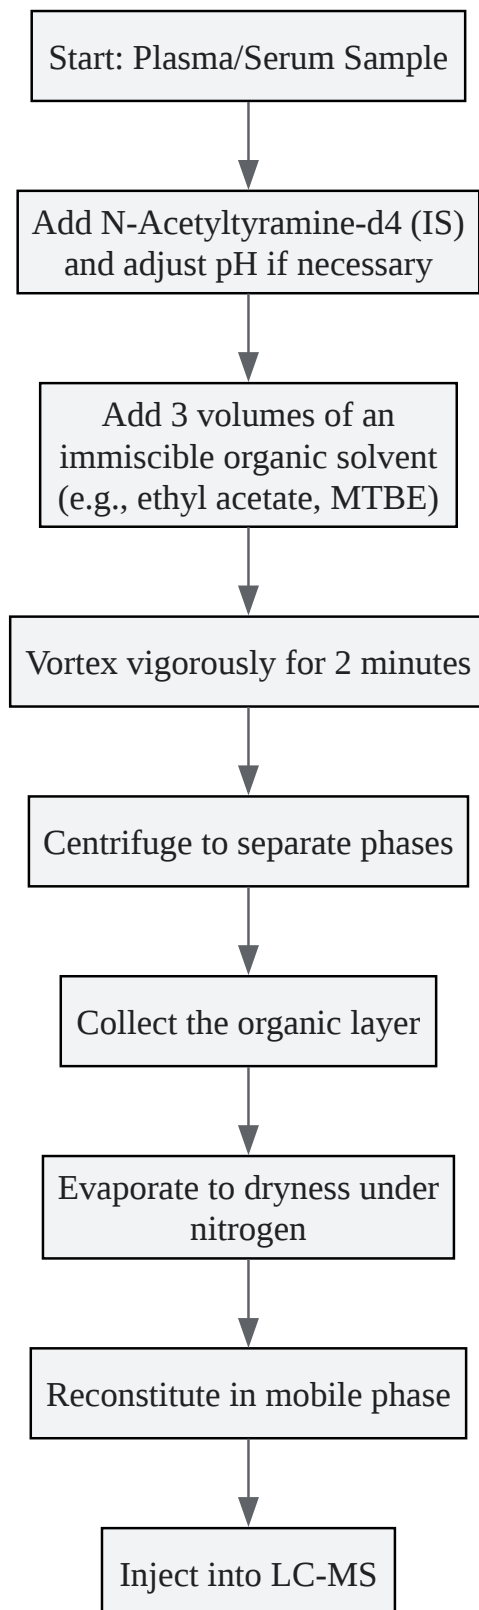 Start: Plasma/Serum Sample
Add N-Acetyltyramine-d4 (IS)
and adjust pH if necessary
Add 3 volumes of an
immiscible organic solvent
(e.g., ethyl acetate, MTBE)
Vortex vigorously for 2 minutes
Centrifuge to separate phases
Collect the organic layer
Evaporate to dryness under
nitrogen
Reconstitute in mobile phase
Inject into LC-MS